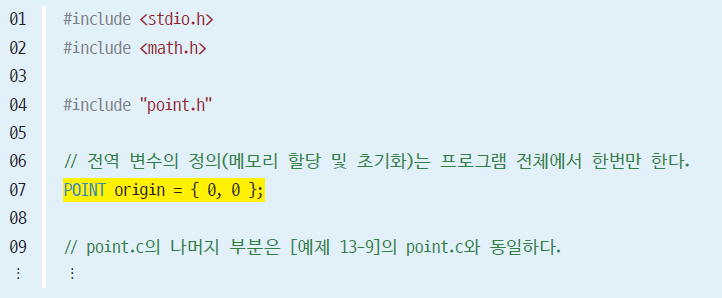 01 #include <stdio.h>
02 #include <math.h>
03
04 #include "point.h"
05
06 // 전역 변수의 정의(메모리 할당 및 초기화)는 프로그램 전체에서 한번만 한다.
07 POINT origin = { 0, 0 };
08
09 // point.c의 나머지 부분은 [예제 13-9]의 point.c와 동일하다.
⋮ ⋮